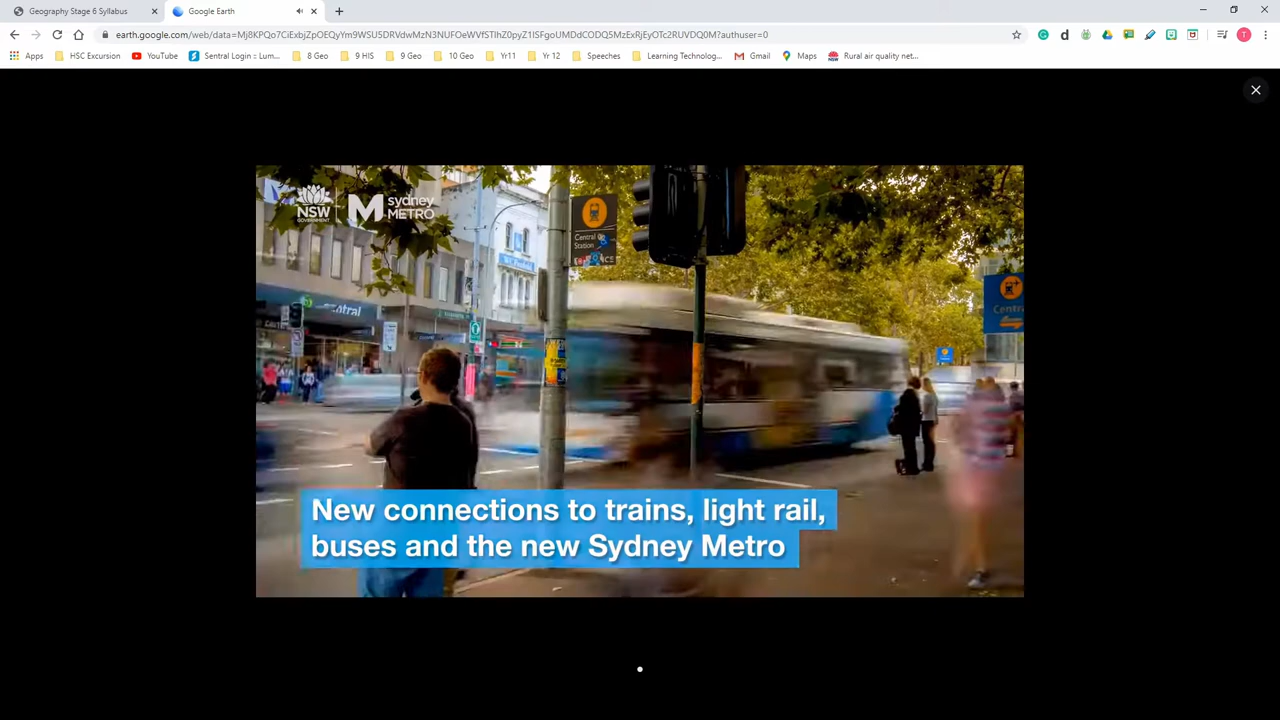 Geography Stage 6 Syllabus
Google Earth
earth.google.com/web/data=Mj8KPQo7CiExbjZpOEQyYm9WSU5DRVdwMzN3NUFOeWVfSTlhZ0pyZ1ISFgoUMDdCODQ5MzExRjEyOTc2RUVDQ0M?authuser=0
Apps
HSC Excursion
YouTube
Sentral Login :: Lum...
8 Geo
9 HIS
9 Geo
10 Geo
Yr11
Yr 12
Speeches
Learning Technolog...
Gmail
Maps
Rural air quality net...
NSW
GOVERNMENT
sydney
METRO
Central
Station
New connections to trains, light rail,
buses and the new Sydney Metro